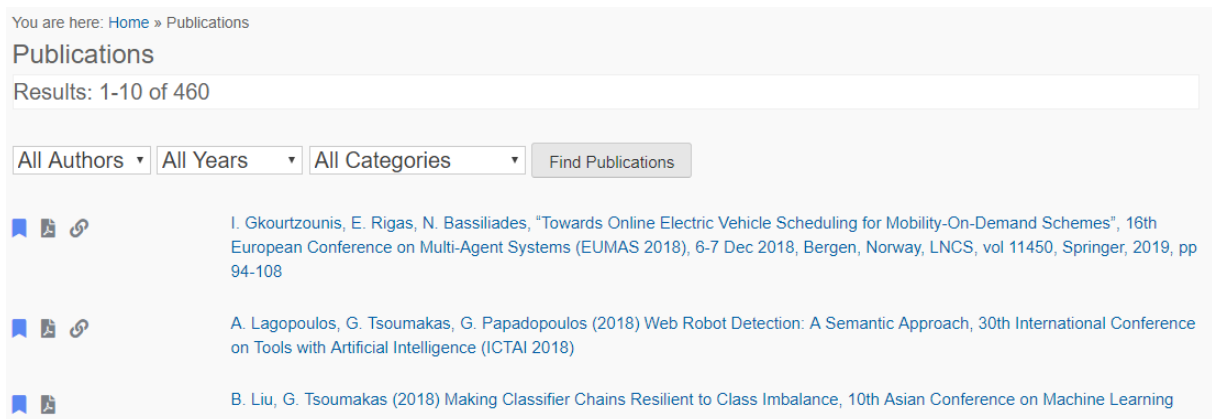 You are here: Home » Publications
Publications
Results: 1-10 of 460
All Authors All Years All Categories Find Publications
I. Gkourtzounis, E. Rigas, N. Bassiliades, “Towards Online Electric Vehicle Scheduling for Mobility-On-Demand Schemes”, 16th
European Conference on Multi-Agent Systems (EUMAS 2018), 6-7 Dec 2018, Bergen, Norway, LNCS, vol 11450, Springer, 2019, pp
94-108
A. Lagopoulos, G. Tsoumakas, G. Papadopoulos (2018) Web Robot Detection: A Semantic Approach, 30th International Conference
on Tools with Artificial Intelligence (ICTAI 2018)
B. Liu, G. Tsoumakas (2018) Making Classifier Chains Resilient to Class Imbalance, 10th Asian Conference on Machine Learning